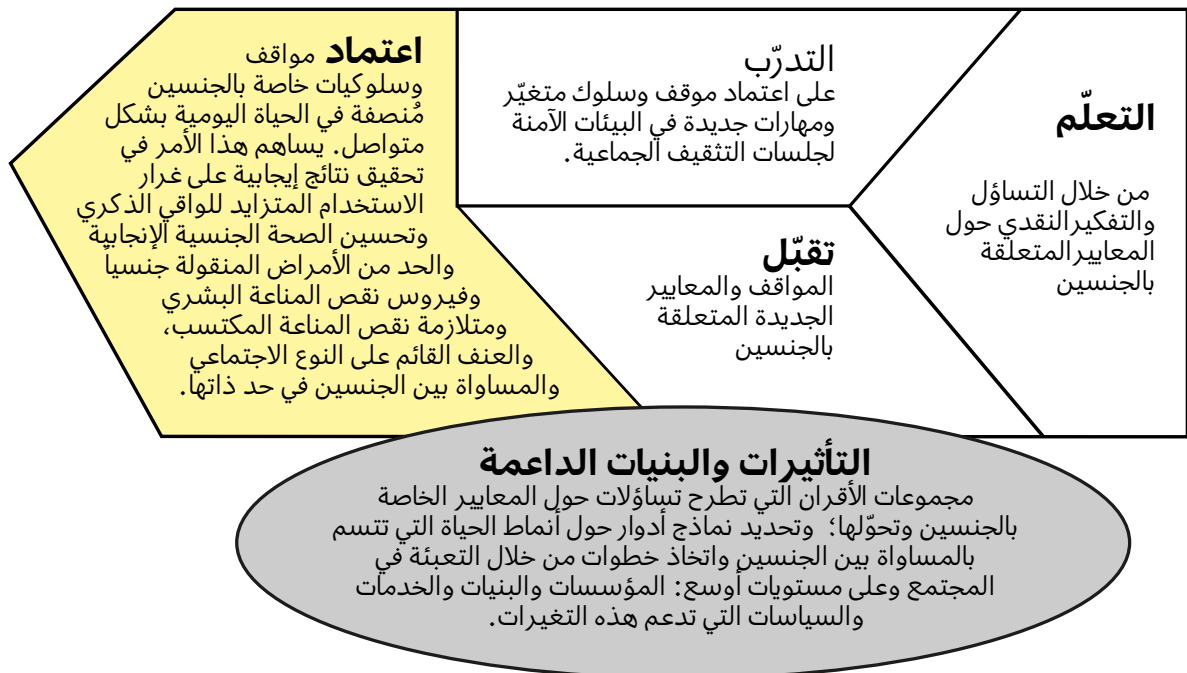 التعلّم
من خلال التساؤل
والتفكير النقدي حول
المعايير المتعلقة
بالجنسين
التدرّب
على اعتماد موقف وسلوك متغيّر
ومهارات جديدة في البيئات الآمنة
لجلسات التثقيف الجماعية.
تقبّل
المواقف والمعايير
الجديدة المتعلقة
بالجنسين
اعتماد مواقف
وسلوكيات خاصة بالجنسين
مُنصفة في الحياة اليومية بشكل
متواصل. يساهم هذا الأمر في
تحقيق نتائج إيجابية على غرار
الاستخدام المتزايد للواقي الذكري
وتحسين الصحة الجنسية الإنجابية
والحد من الأمراض المنقولة جنسياً
وفيروس نقص المناعة البشري
ومتلازمة نقص المناعة المكتسب،
والعنف القائم على النوع الاجتماعي
والمساواة بين الجنسين في حد ذاتها.
التأثيرات والبنيات الداعمة
مجموعات الأقران التي تطرح تساؤلات حول المعايير الخاصة
بالجنسين وتحوّلها؛ وتحديد نماذج أدوار حول أنماط الحياة التي تتسم
بالمساواة بين الجنسين واتخاذ خطوات من خلال التعبئة في
المجتمع وعلى مستويات أوسع: المؤسسات والبنيات والخدمات
والسياسات التي تدعم هذه التغيرات.